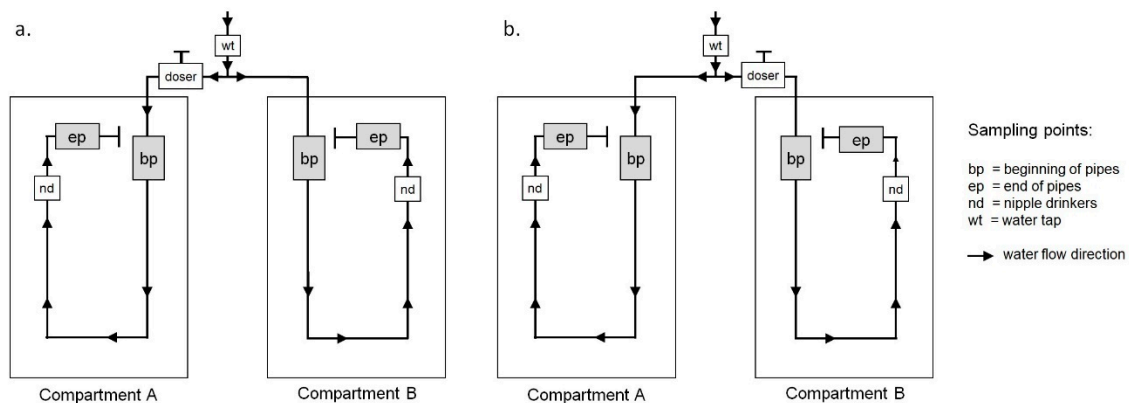 a.
wt
doser
ep
bp
nd
bp
ep
nd
Compartment A
Compartment B
b.
wt
doser
ep
bp
nd
bp
ep
nd
Compartment A
Compartment B
Sampling points:
bp = beginning of pipes
ep = end of pipes
nd = nipple drinkers
wt = water tap
water flow direction